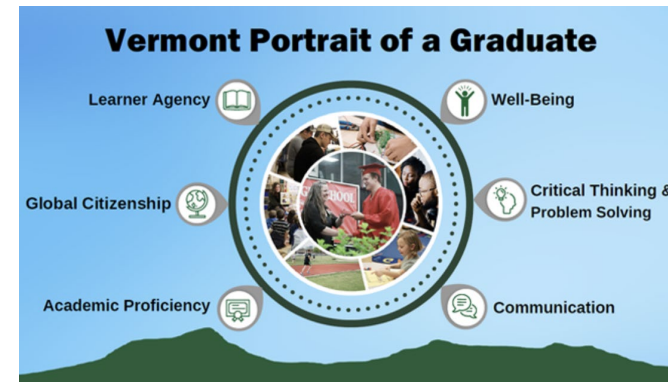 Vermont Portrait of a Graduate
Learner Agency
Well-Being
Global Citizenship
Critical Thinking &
Problem Solving
Academic Proficiency
Communication